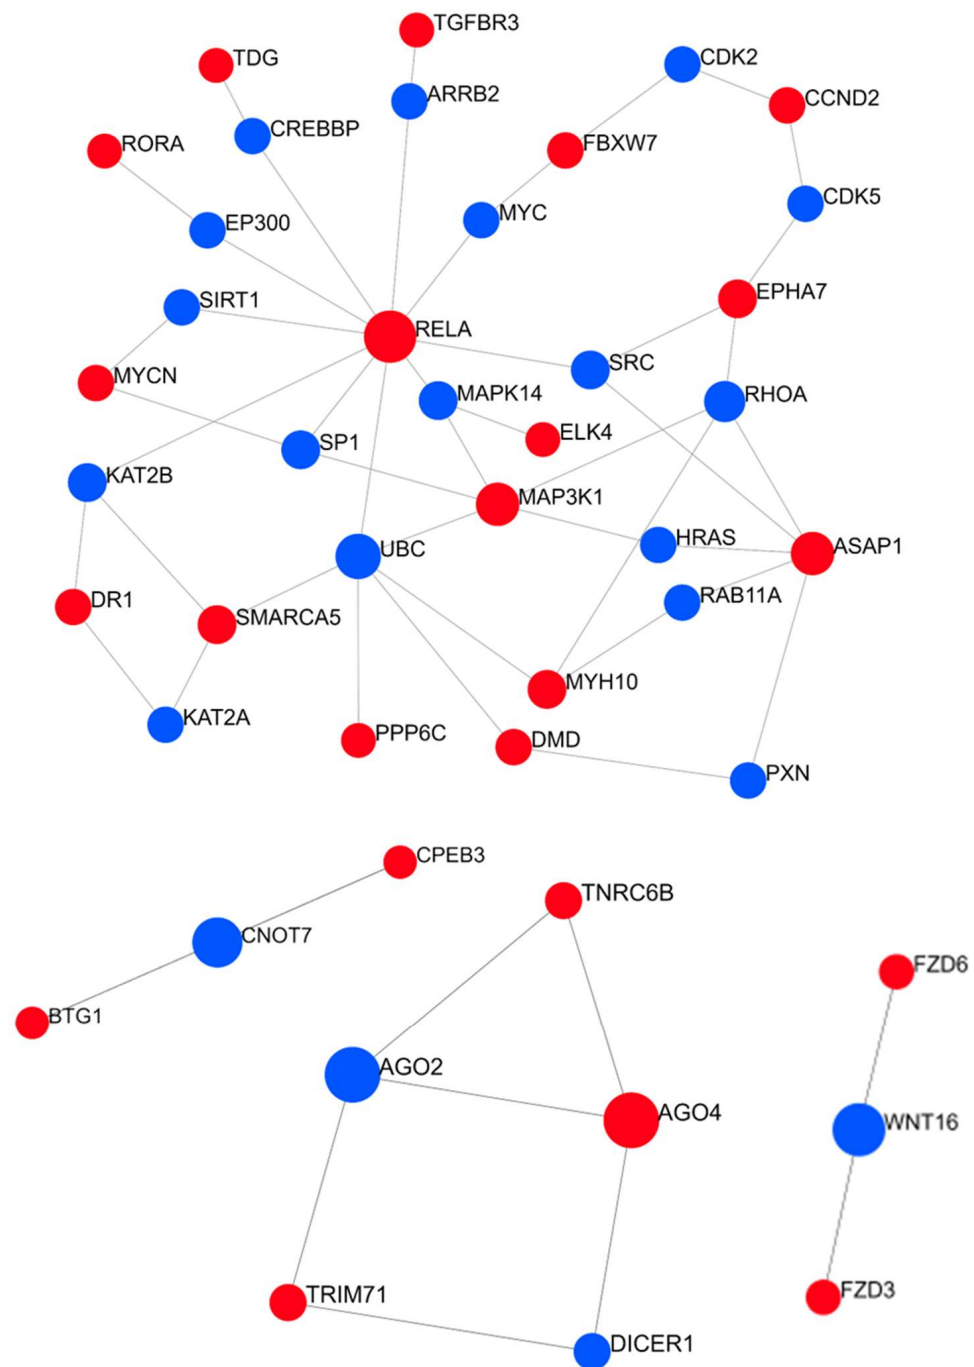 TGFBR3
TDG
CDK2
ARRB2
CCND2
CREBBP
RORA
FBXW7
CDK5
MYC
EP300
EPHA7
SIRT1
RELA
SRC
MYCN
MAPK14
RHOA
ELK4
SP1
KAT2B
MAP3K1
HRAS
ASAP1
UBC
RAB11A
DR1
SMARCA5
MYH10
KAT2A
PPP6C
DMD
PXN
CPEB3
TNRC6B
CNOT7
FZD6
BTG1
AGO2
AGO4
WNT16
TRIM71
FZD3
DICER1